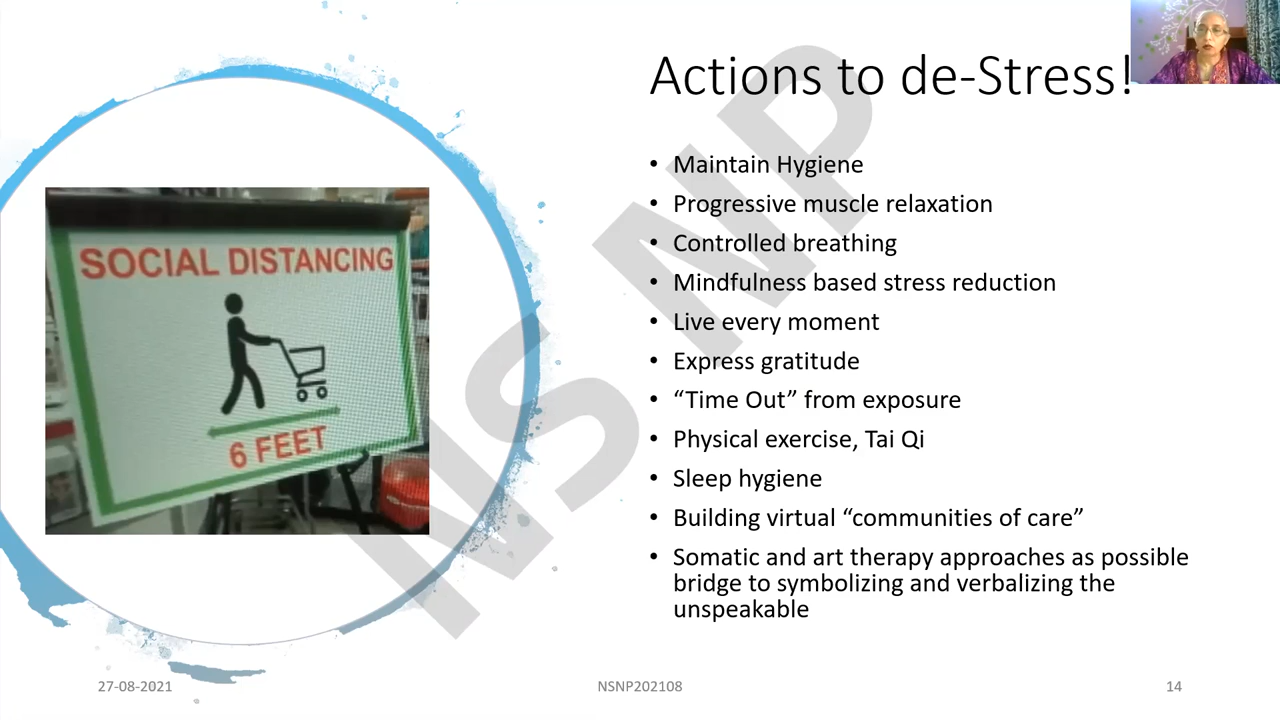 Actions to de-Stress!
SOCIAL DISTANCING
6 FEET
• Maintain Hygiene
• Progressive muscle relaxation
• Controlled breathing
• Mindfulness based stress reduction
• Live every moment
• Express gratitude
• “Time Out” from exposure
• Physical exercise, Tai Qi
• Sleep hygiene
• Building virtual “communities of care”
• Somatic and art therapy approaches as possible
bridge to symbolizing and verbalizing the
unspeakable
NSNP
27-08-2021
NSNP202108
14